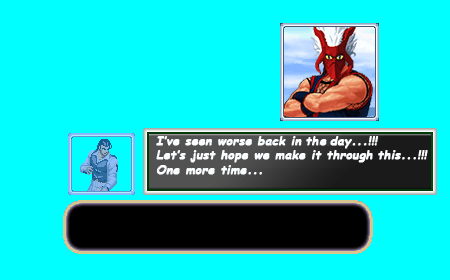 I've seen worse back in the day...!!!
Let's just hope we make it through this...!!!
One more time...